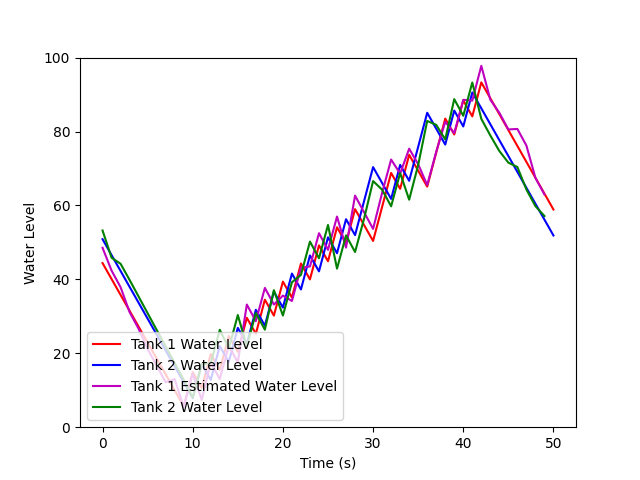 100
80
60
40
20
0
Water Level
Tank 1 Water Level
Tank 2 Water Level
Tank 1 Estimated Water Level
Tank 2 Water Level
0 10 20 30 40 50
Time (s)